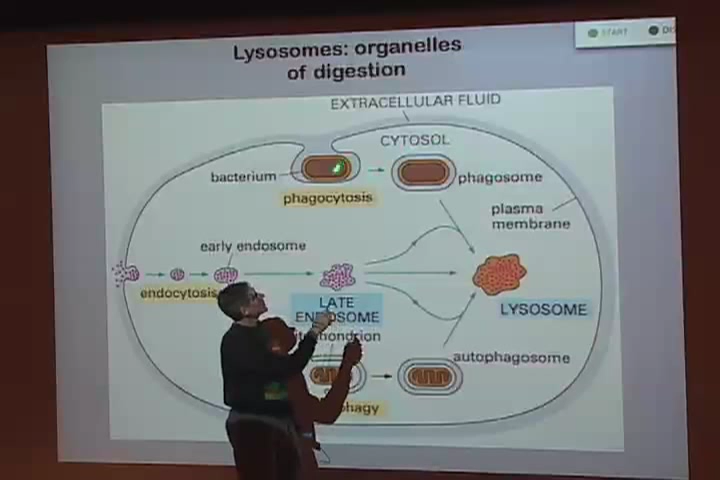 Lysosomes: organelles
of digestion
START
EXTRACELLULAR FLUID
CYTOSOL
bacterium
phagosome
phagocytosis
plasma
membrane
early endosome
endocytosis
LATE
LYSOSOME
autophagosome